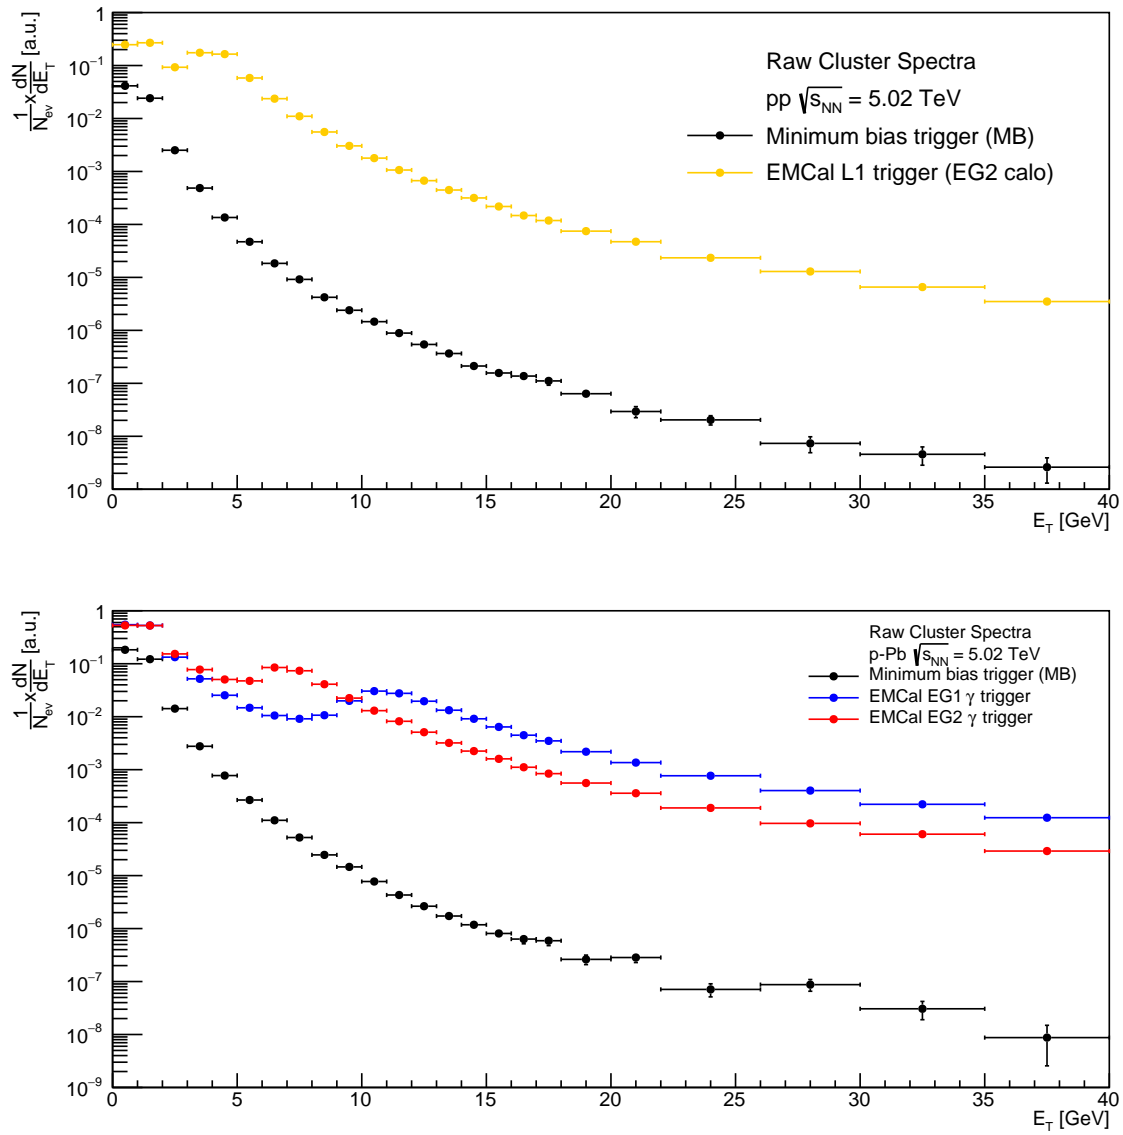 1/N_ev x dN/dE_T [a.u.]
1
10^−1
10^−2
10^−3
10^−4
10^−5
10^−6
10^−7
10^−8
10^−9
Raw Cluster Spectra
pp √s_NN = 5.02 TeV
Minimum bias trigger (MB)
EMCal L1 trigger (EG2 calo)
0 5 10 15 20 25 30 35 40
E_T [GeV]
1/N_ev x dN/dE_T [a.u.]
1
10^−1
10^−2
10^−3
10^−4
10^−5
10^−6
10^−7
10^−8
10^−9
Raw Cluster Spectra
p-Pb √s_NN = 5.02 TeV
Minimum bias trigger (MB)
EMCal EG1 γ trigger
EMCal EG2 γ trigger
0 5 10 15 20 25 30 35 40
E_T [GeV]